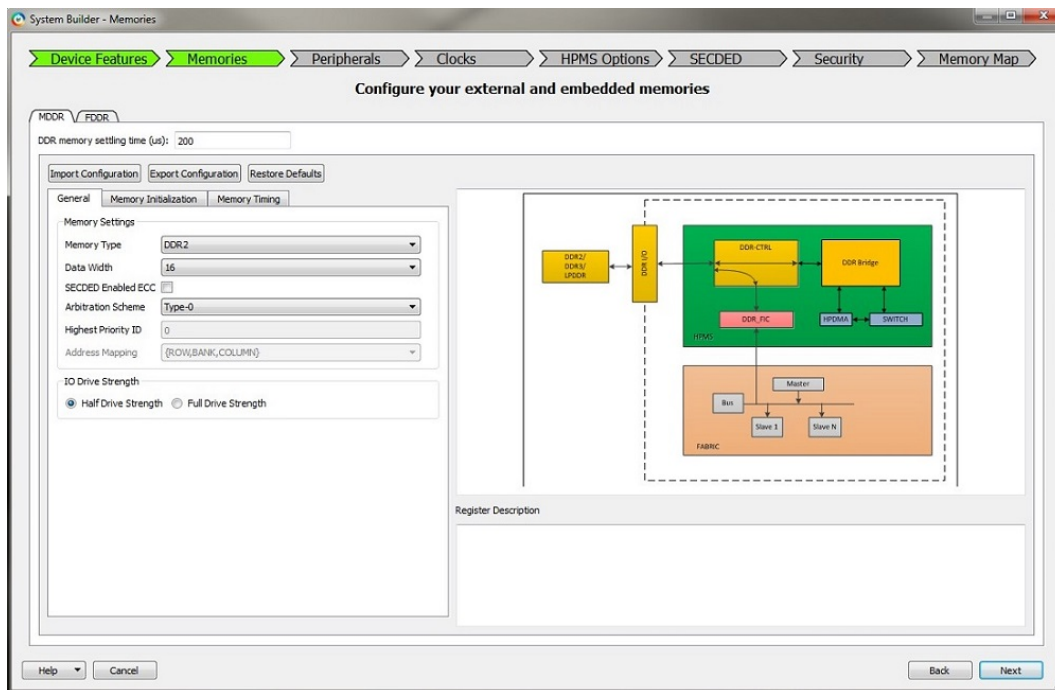 System Builder - Memories
Device Features Memories Peripherals Clocks HPMS Options SECDED Security Memory Map
Configure your external and embedded memories
MDDR FDDR
DDR memory settling time (us): 200
Import Configuration Export Configuration Restore Defaults
General Memory Initialization Memory Timing
Memory Settings
Memory Type DDR2
Data Width 16
SECDED Enabled ECC
Arbitration Scheme Type-0
Highest Priority ID 0
Address Mapping {ROW,BANK,COLUMN}
IO Drive Strength
Half Drive Strength Full Drive Strength
DDR2/
DDR3/
LPDDR
DDR I/O
DDR-CTRL
DDR Bridge
DDR_FIC
HPDMA
SWITCH
HPMS
Master
Bus
Slave 1
Slave N
FABRIC
Register Description
Help Cancel Back Next